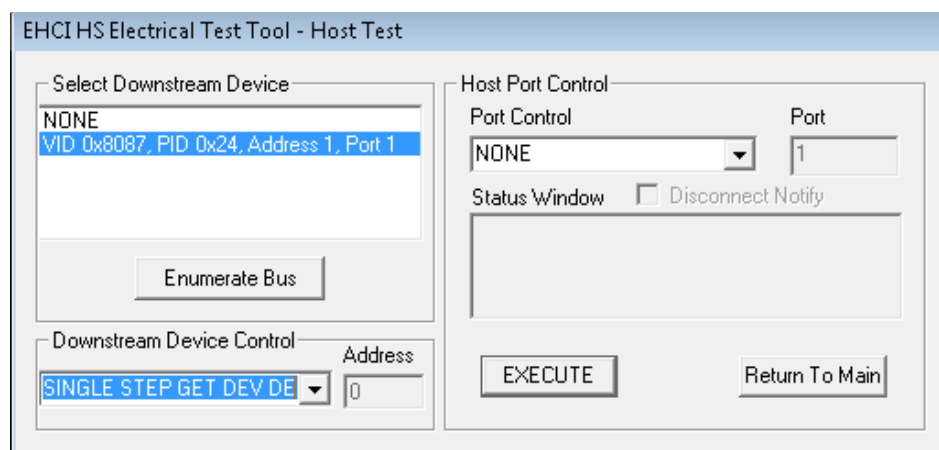 EHCI HS Electrical Test Tool - Host Test
Select Downstream Device
NONE
VID 0x8087, PID 0x24, Address 1, Port 1
Enumerate Bus
Downstream Device Control
Address
SINGLE STEP GET DEV DE
0
Host Port Control
Port Control
Port
NONE
1
Status Window
Disconnect Notify
EXECUTE
Return To Main